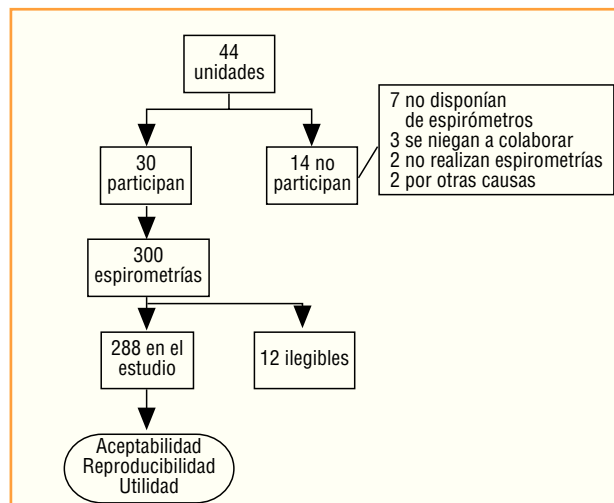 44
unidades
7 no disponían
de espirómetros
3 se niegan a colaborar
2 no realizan espirometrías
2 por otras causas
30
participan
14 no
participan
300
espirometrías
288 en el
estudio
12 ilegibles
Aceptabilidad
Reproducibilidad
Utilidad